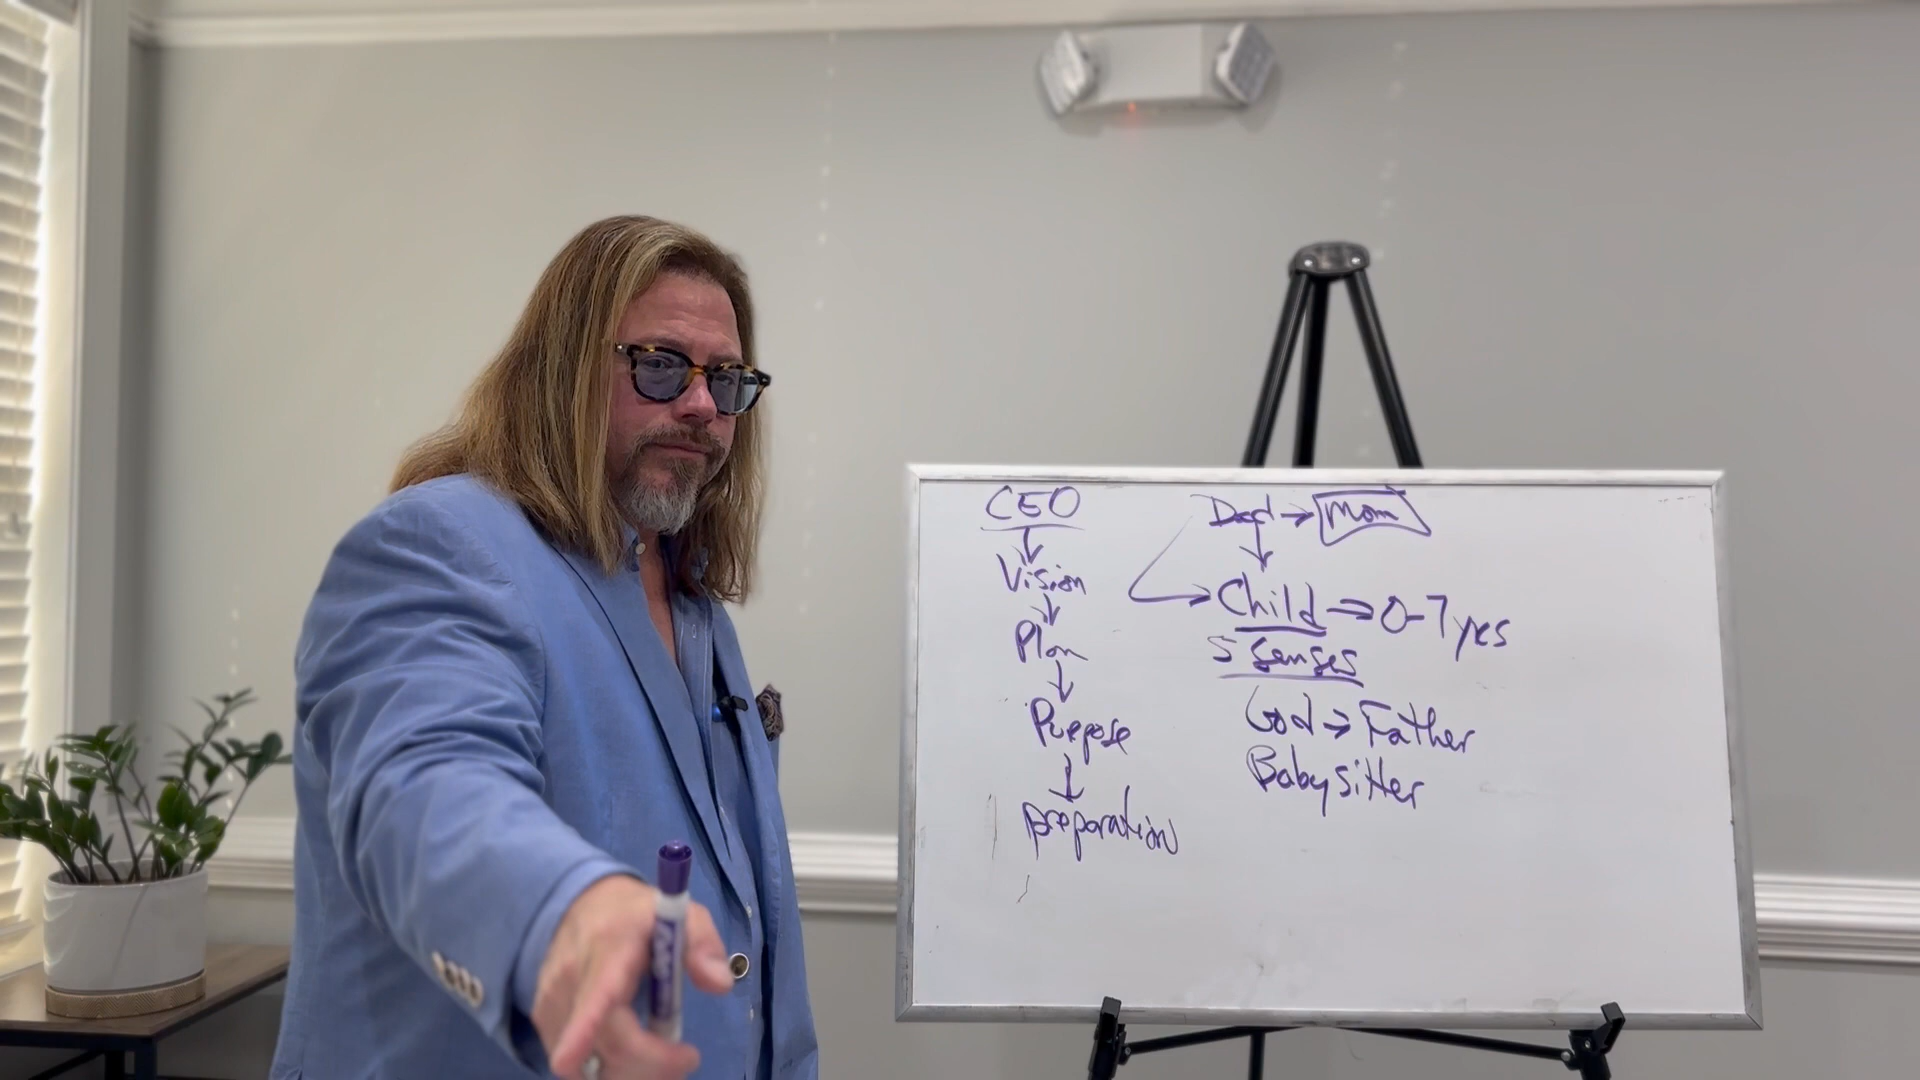 CEO
Vision
Plan
Purpose
preparation
Dad → Mom
Child ⇒ 0-7 yrs
5 Senses
God → Father
Babysitter